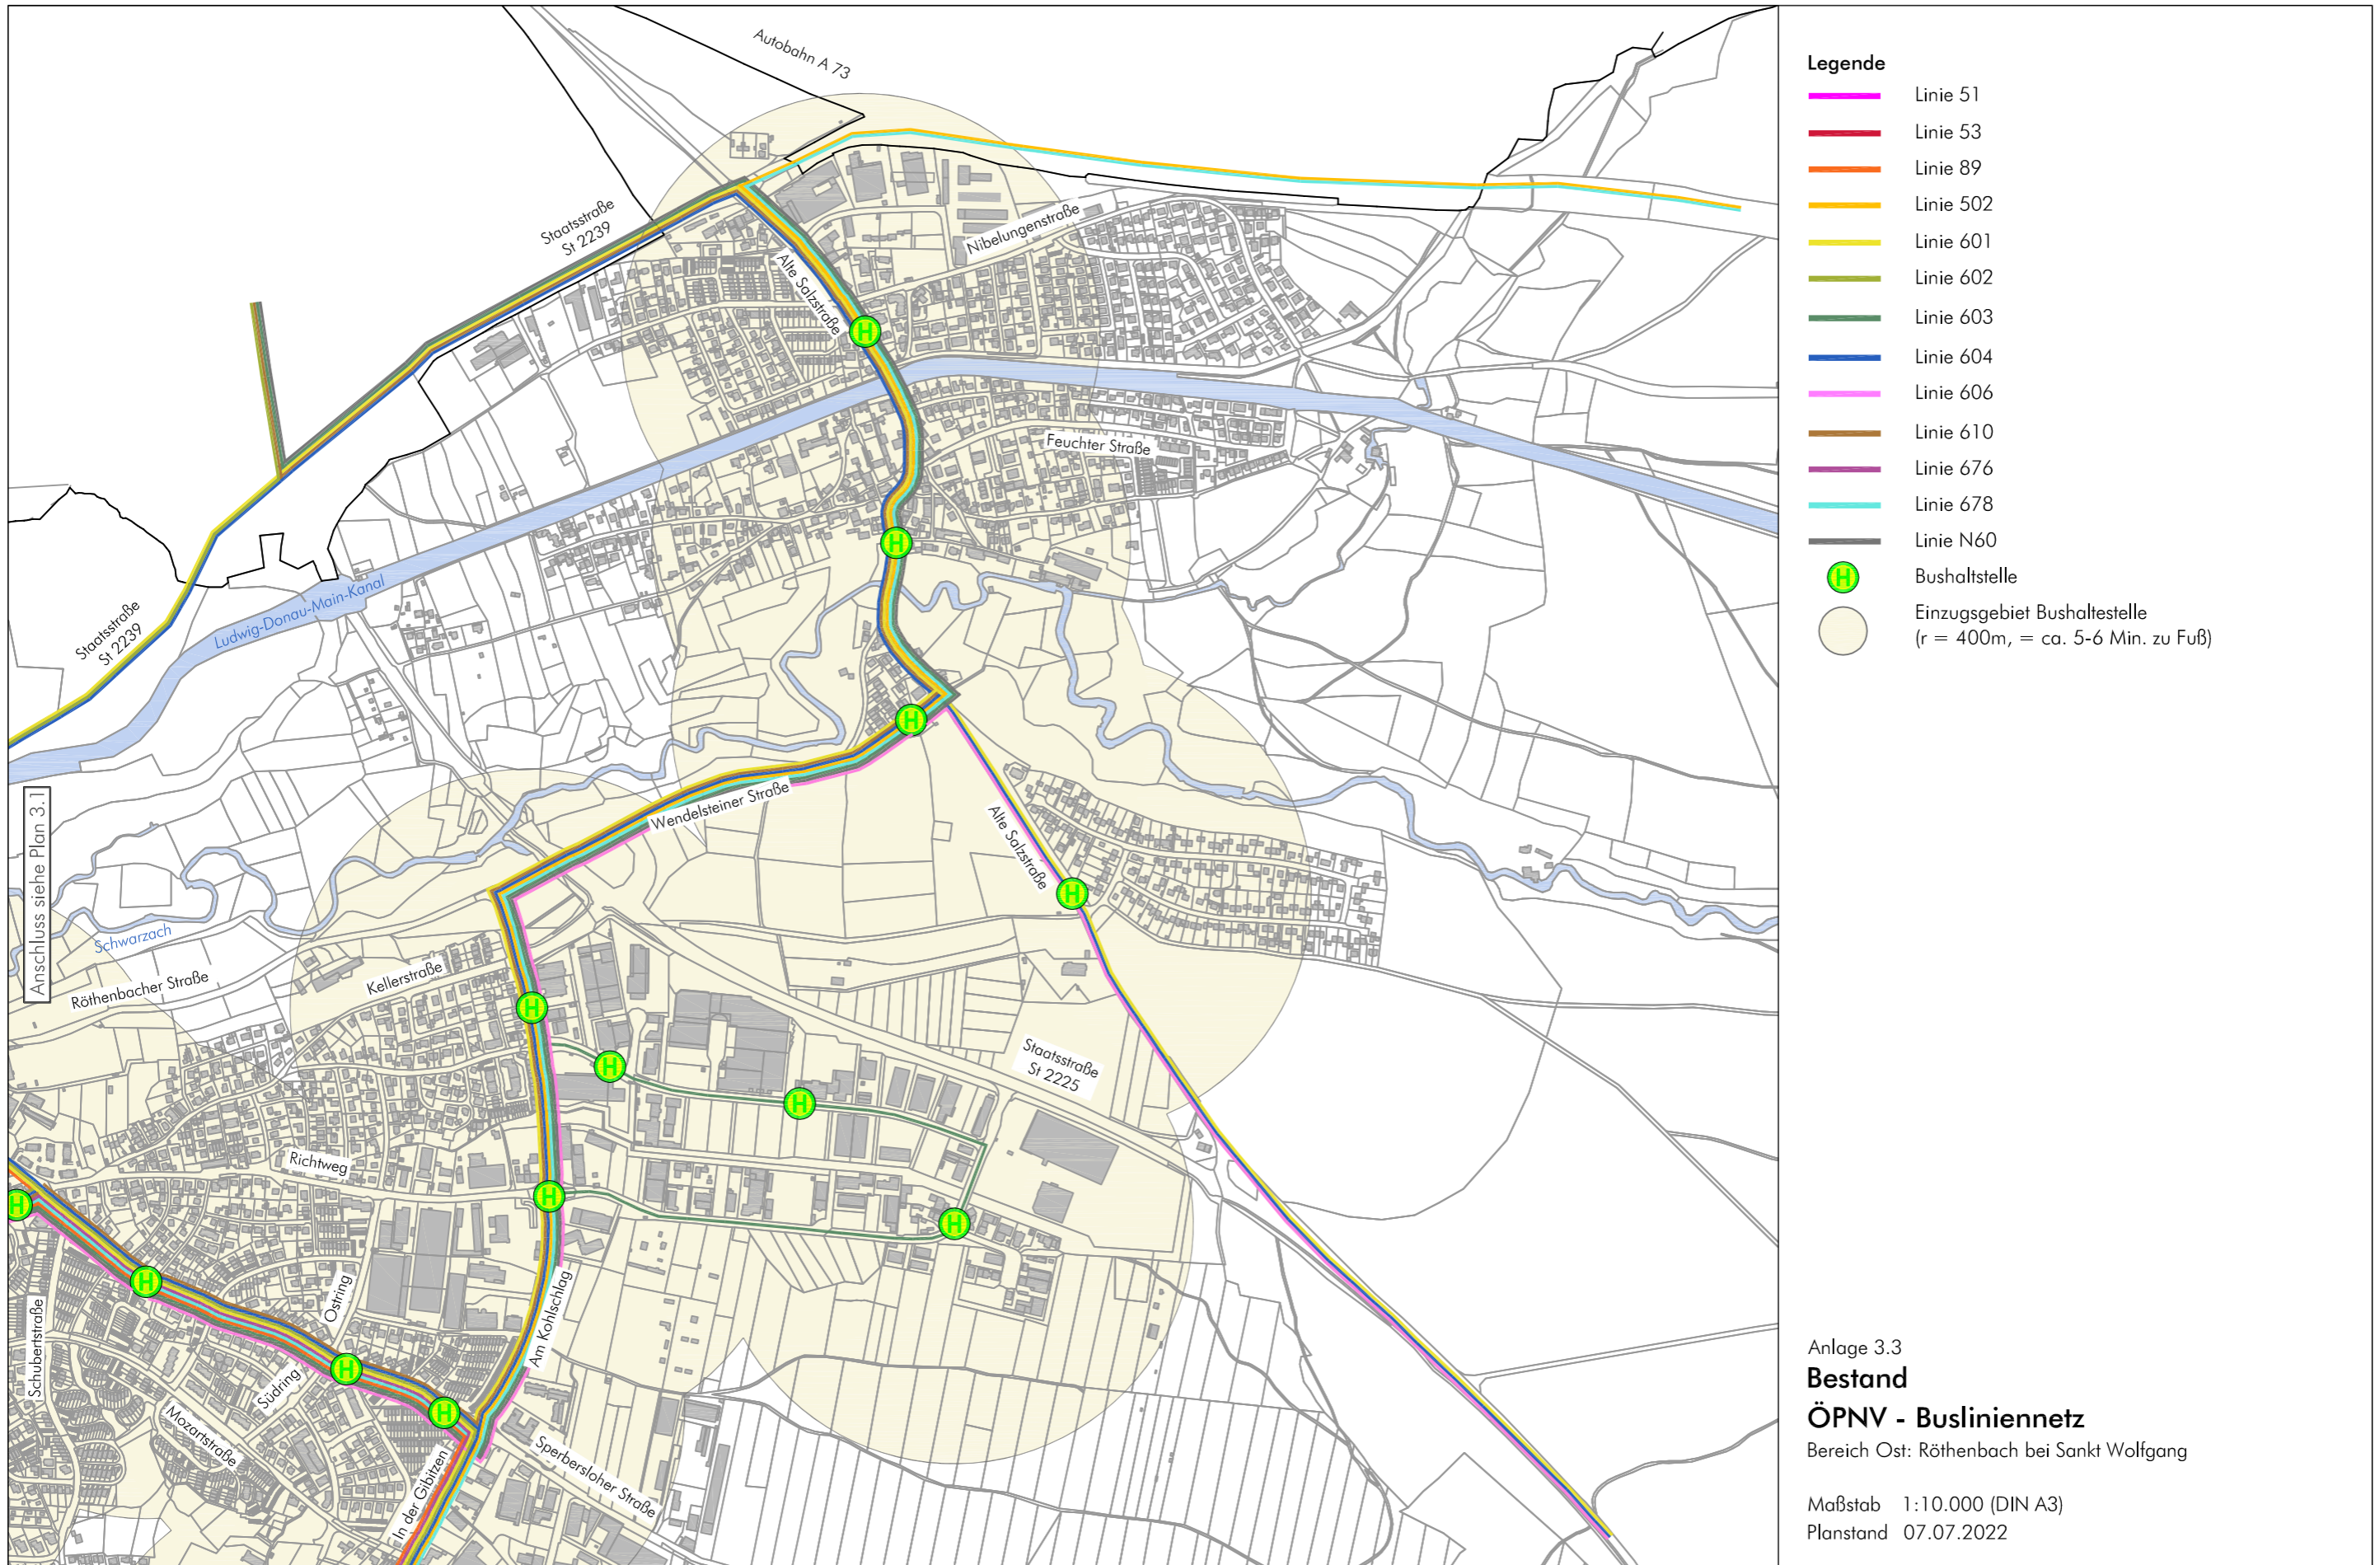 Autobahn A 73
Staatsstraße
St 2239
Nibelungenstraße
Alte Salzstraße
Feuchter Straße
Staatsstraße
St 2239
Ludwig-Donau-Main-Kanal
Wendelsteiner Straße
Alte Salzstraße
Anschluss siehe Plan 3.1
Schwarzach
Röthenbacher Straße
Kellerstraße
Staatsstraße
St 2225
Richtweg
Ostring
Am Kohlschlag
Schubertstraße
Südring
Mozartstraße
In der Gibitzen
Sperbersloher Straße
H
H
H
H
H
H
H
H
H
H
H
H
H
Legende
Linie 51
Linie 53
Linie 89
Linie 502
Linie 601
Linie 602
Linie 603
Linie 604
Linie 606
Linie 610
Linie 676
Linie 678
Linie N60
H Bushaltstelle
Einzugsgebiet Bushaltestelle
(r = 400m, = ca. 5-6 Min. zu Fuß)
Anlage 3.3
Bestand
ÖPNV - Busliniennetz
Bereich Ost: Röthenbach bei Sankt Wolfgang
Maßstab 1:10.000 (DIN A3)
Planstand 07.07.2022